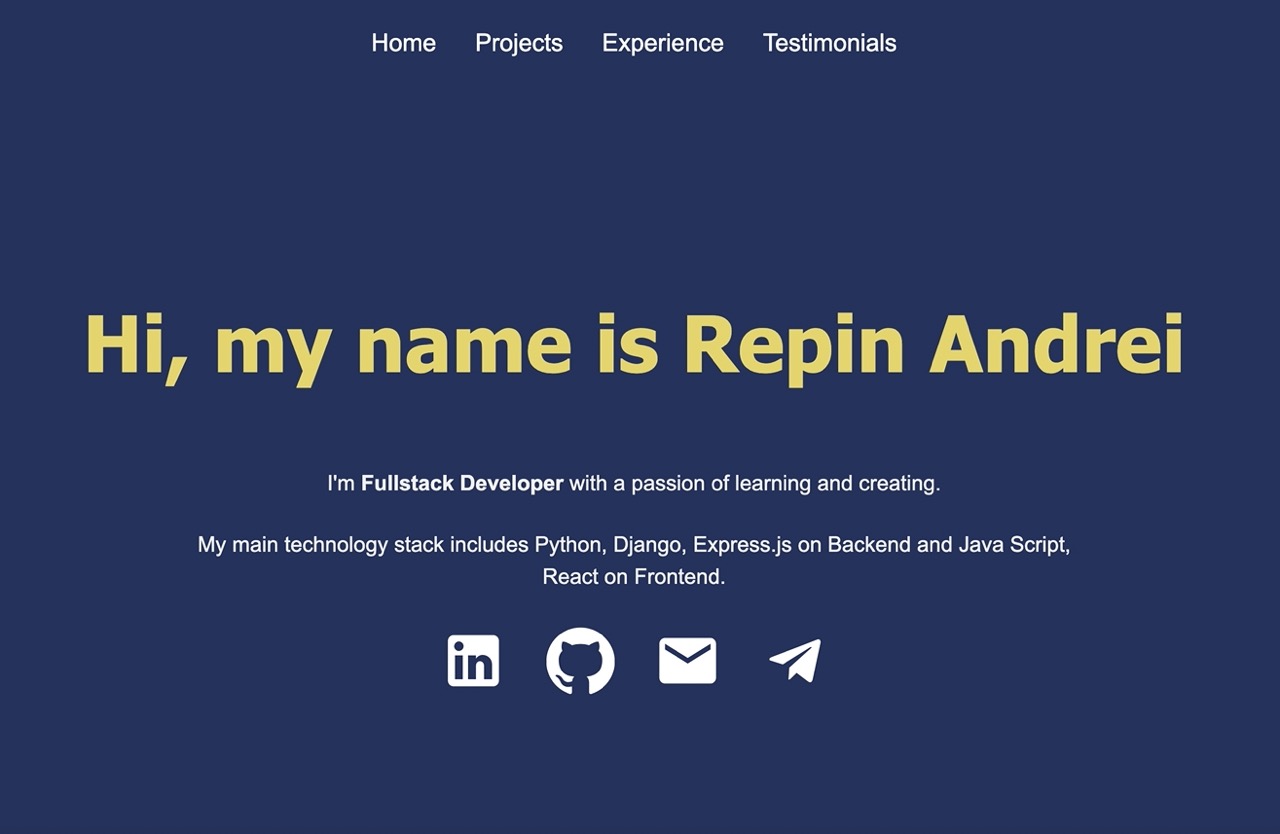 Home Projects Experience Testimonials
Hi, my name is Repin Andrei
I'm Fullstack Developer with a passion of learning and creating.
My main technology stack includes Python, Django, Express.js on Backend and Java Script,
React on Frontend.
in